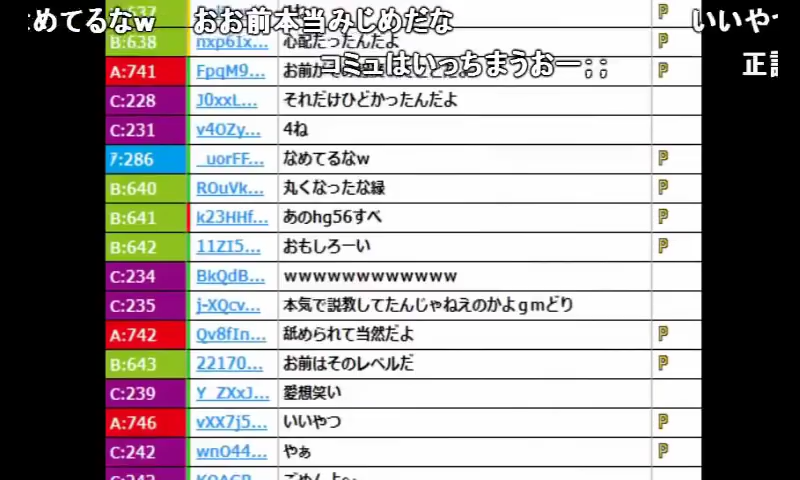 めてるなw おお前本当みじめだな いいやつ
B:638 nxp6Ix... 心配だったんだよ P
コミュはいっちまうおー；；
正
A:741 FpqM9... お前が P
C:228 J0xxL... それだけひどかったんだよ
C:231 v4OZy... 4ね
7:286 _uorFF... なめてるなw P
B:640 ROuVk... 丸くなったな緑 P
B:641 k23HHf... あのhg56すべ P
B:642 11ZI5... おもしろーい P
C:234 BkQdB... wwwwwwwwwwww
C:235 j-XQcv... 本気で説教してたんじゃねえのかよｇｍどり
A:742 Qv8fIn... 舐められて当然だよ P
B:643 22170... お前はそのレベルだ P
C:239 Y_ZXxJ... 愛想笑い
A:746 vXX7j5... いいやつ P
C:242 wnO44... やぁ P
ごめんよ～